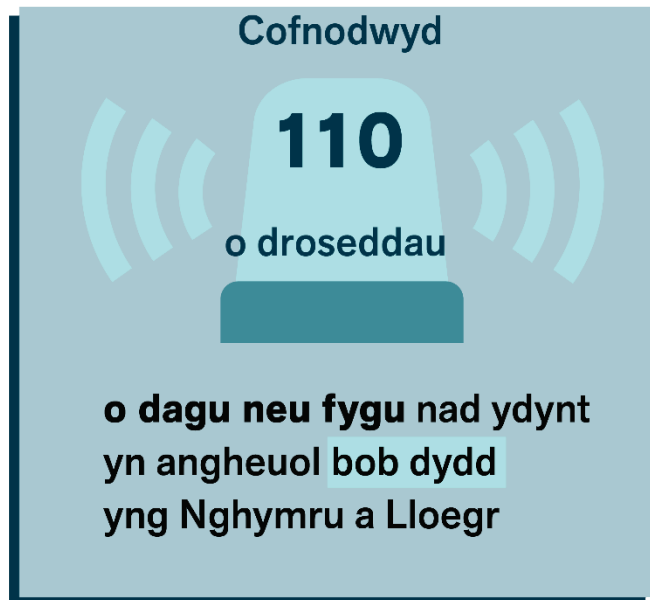 Cofnodwyd
110
o droseddau
o dagu neu fygu nad ydynt
yn angheuol bob dydd
yng Nghymru a Lloegr